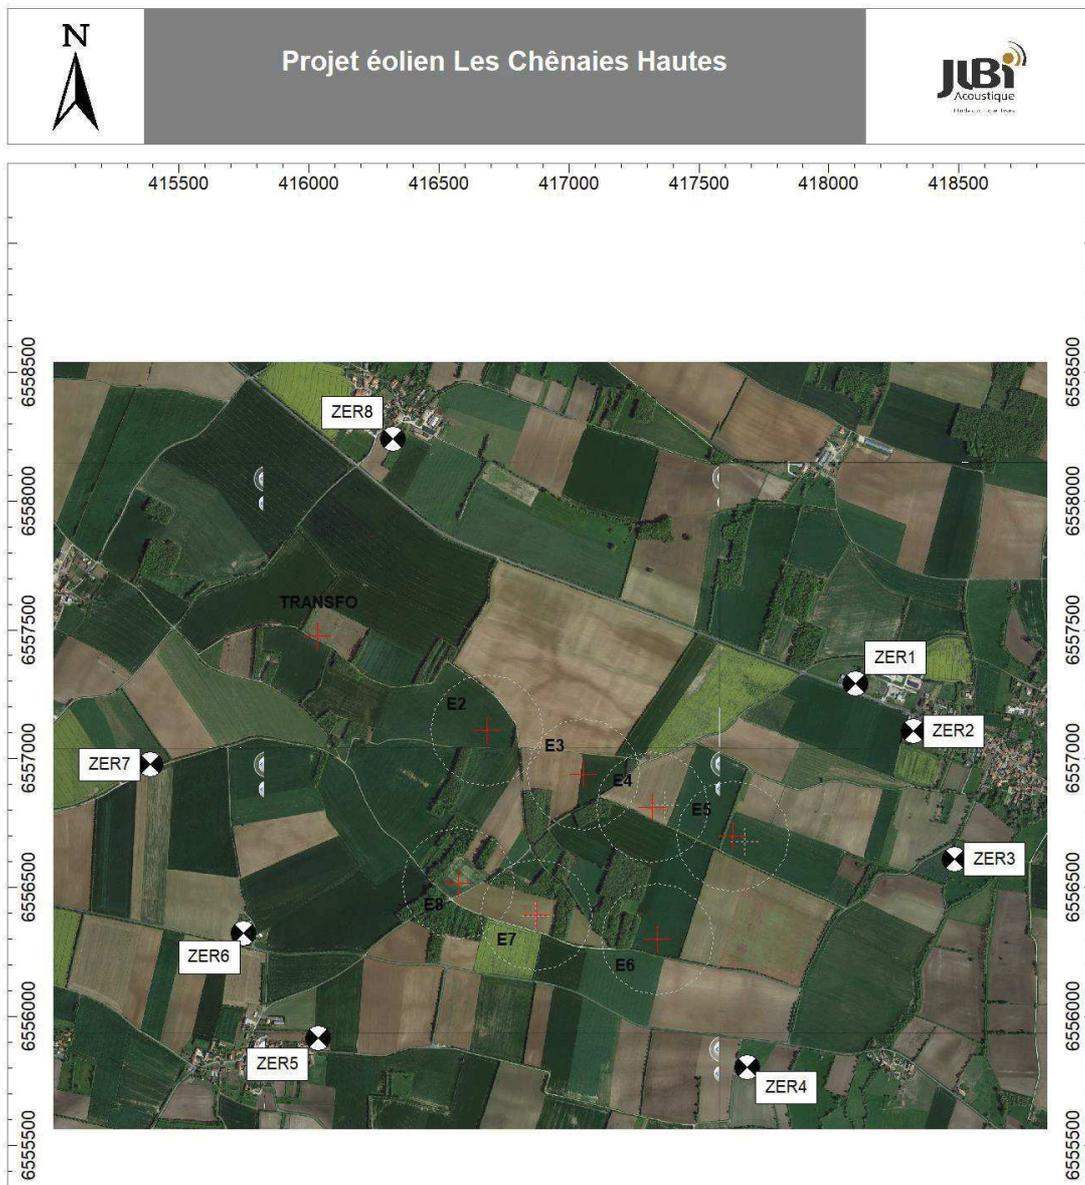 N
Projet éolien Les Chênaies Hautes
JLBi
Acoustique
415500 416000 416500 417000 417500 418000 418500
6558500 6558500
ZER8
6558000 6558000
TRANSFO
6557500 6557500
ZER1
E2
ZER2
E3
6557000 6557000
ZER7
E4
E5
ZER3
6556500 6556500
E8
E7
ZER6
E6
6556000 6556000
ZER5
ZER4
6555500 6555500